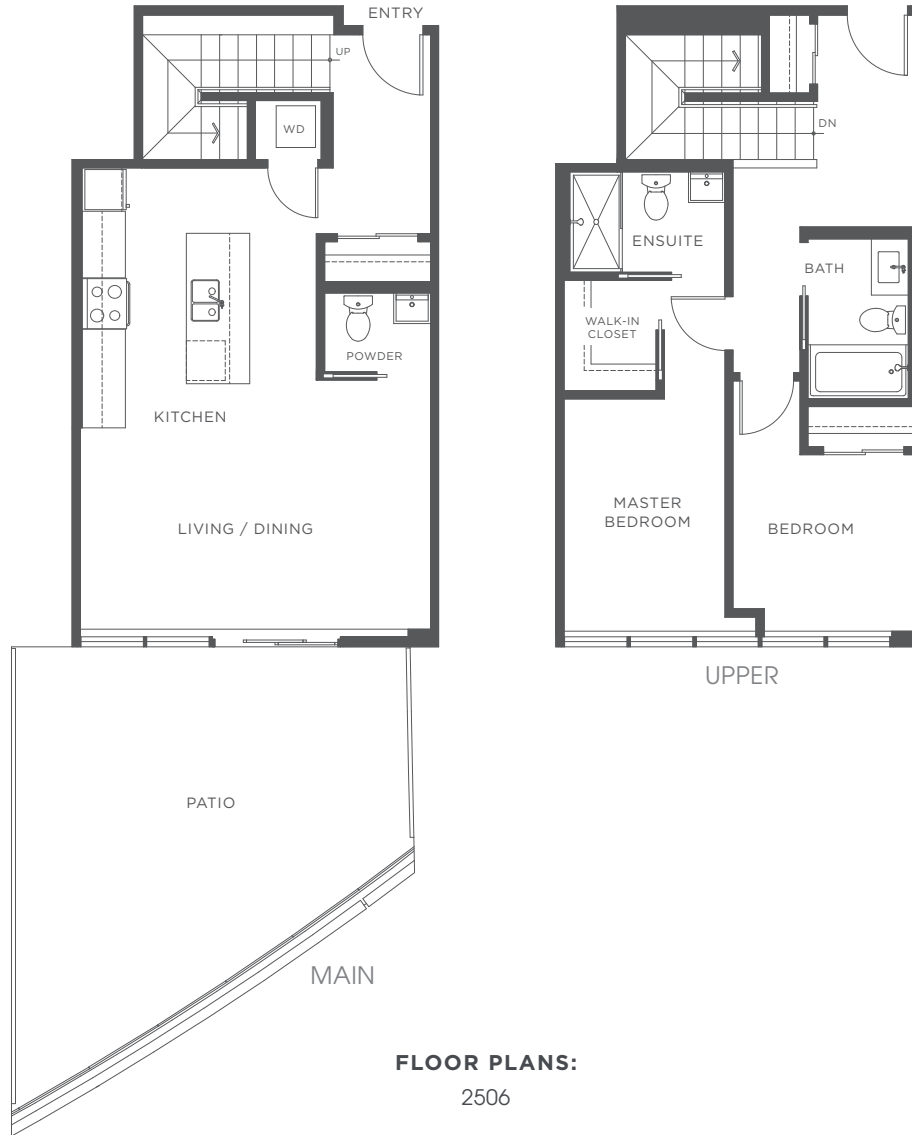 ENTRY
UP
WD
POWDER
KITCHEN
LIVING / DINING
PATIO
MAIN
DN
ENSUITE
BATH
WALK-IN
CLOSET
MASTER
BEDROOM
BEDROOM
UPPER
FLOOR PLANS:
2506